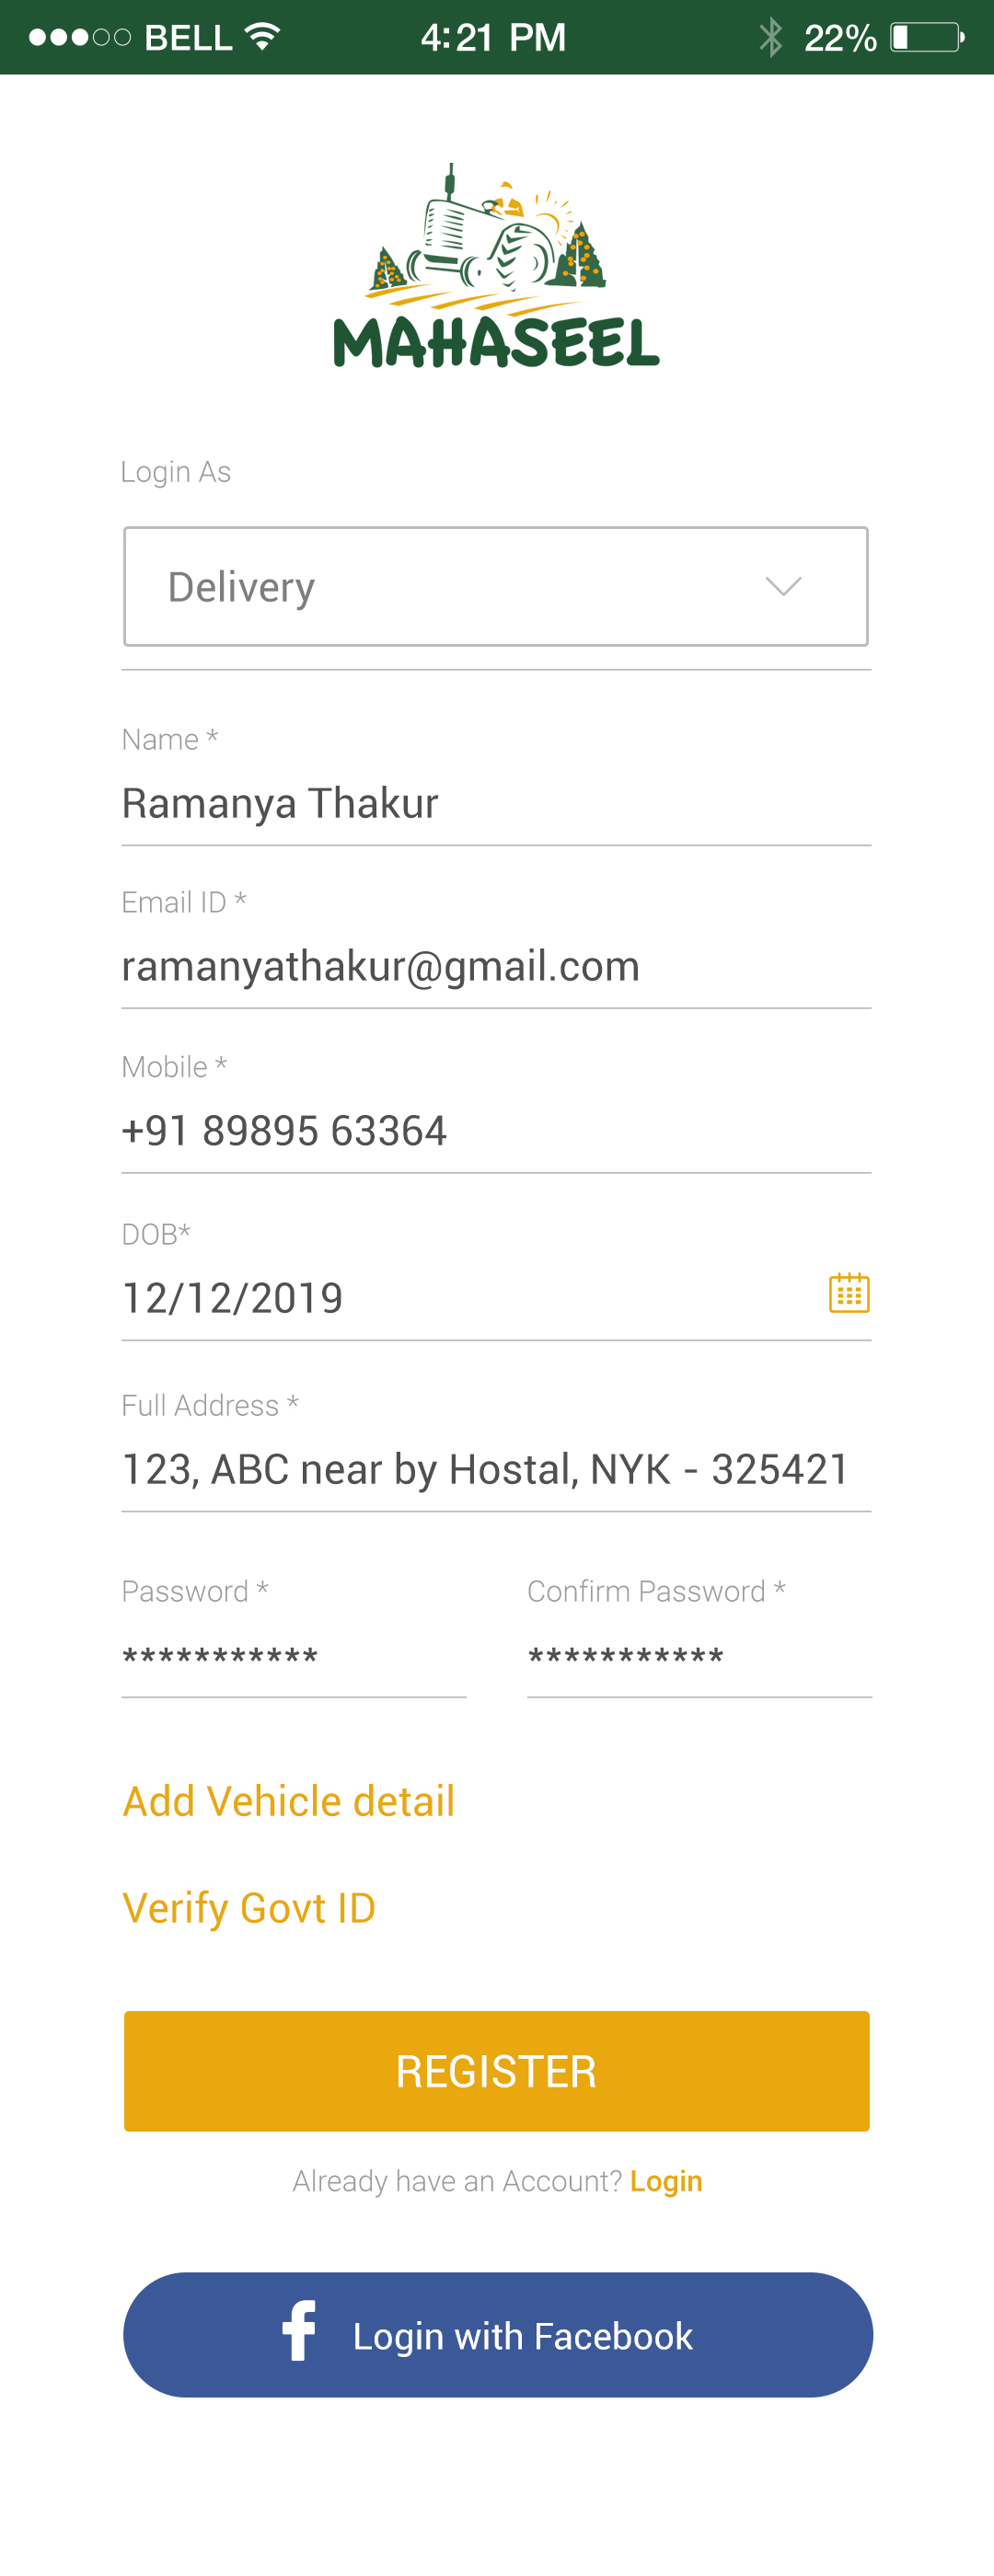 BELL 4:21 PM 22%
MAHASEEL
Login As
Delivery
Name *
Ramanya Thakur
Email ID *
ramanyathakur@gmail.com
Mobile *
+91 89895 63364
DOB*
12/12/2019
Full Address *
123, ABC near by Hostal, NYK - 325421
Password * Confirm Password *
*********** ***********
Add Vehicle detail
Verify Govt ID
REGISTER
Already have an Account? Login
f Login with Facebook